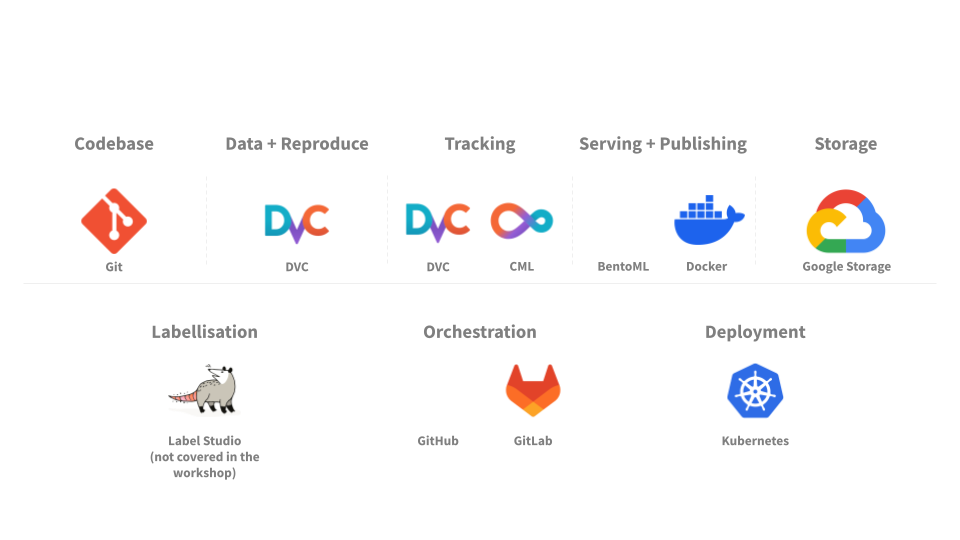 Codebase
Data + Reproduce
Tracking
Serving + Publishing
Storage
DVC
DVC
Git
DVC
DVC
CML
BentoML
Docker
Google Storage
Labellisation
Orchestration
Deployment
Label Studio
(not covered in the
workshop)
GitHub
GitLab
Kubernetes